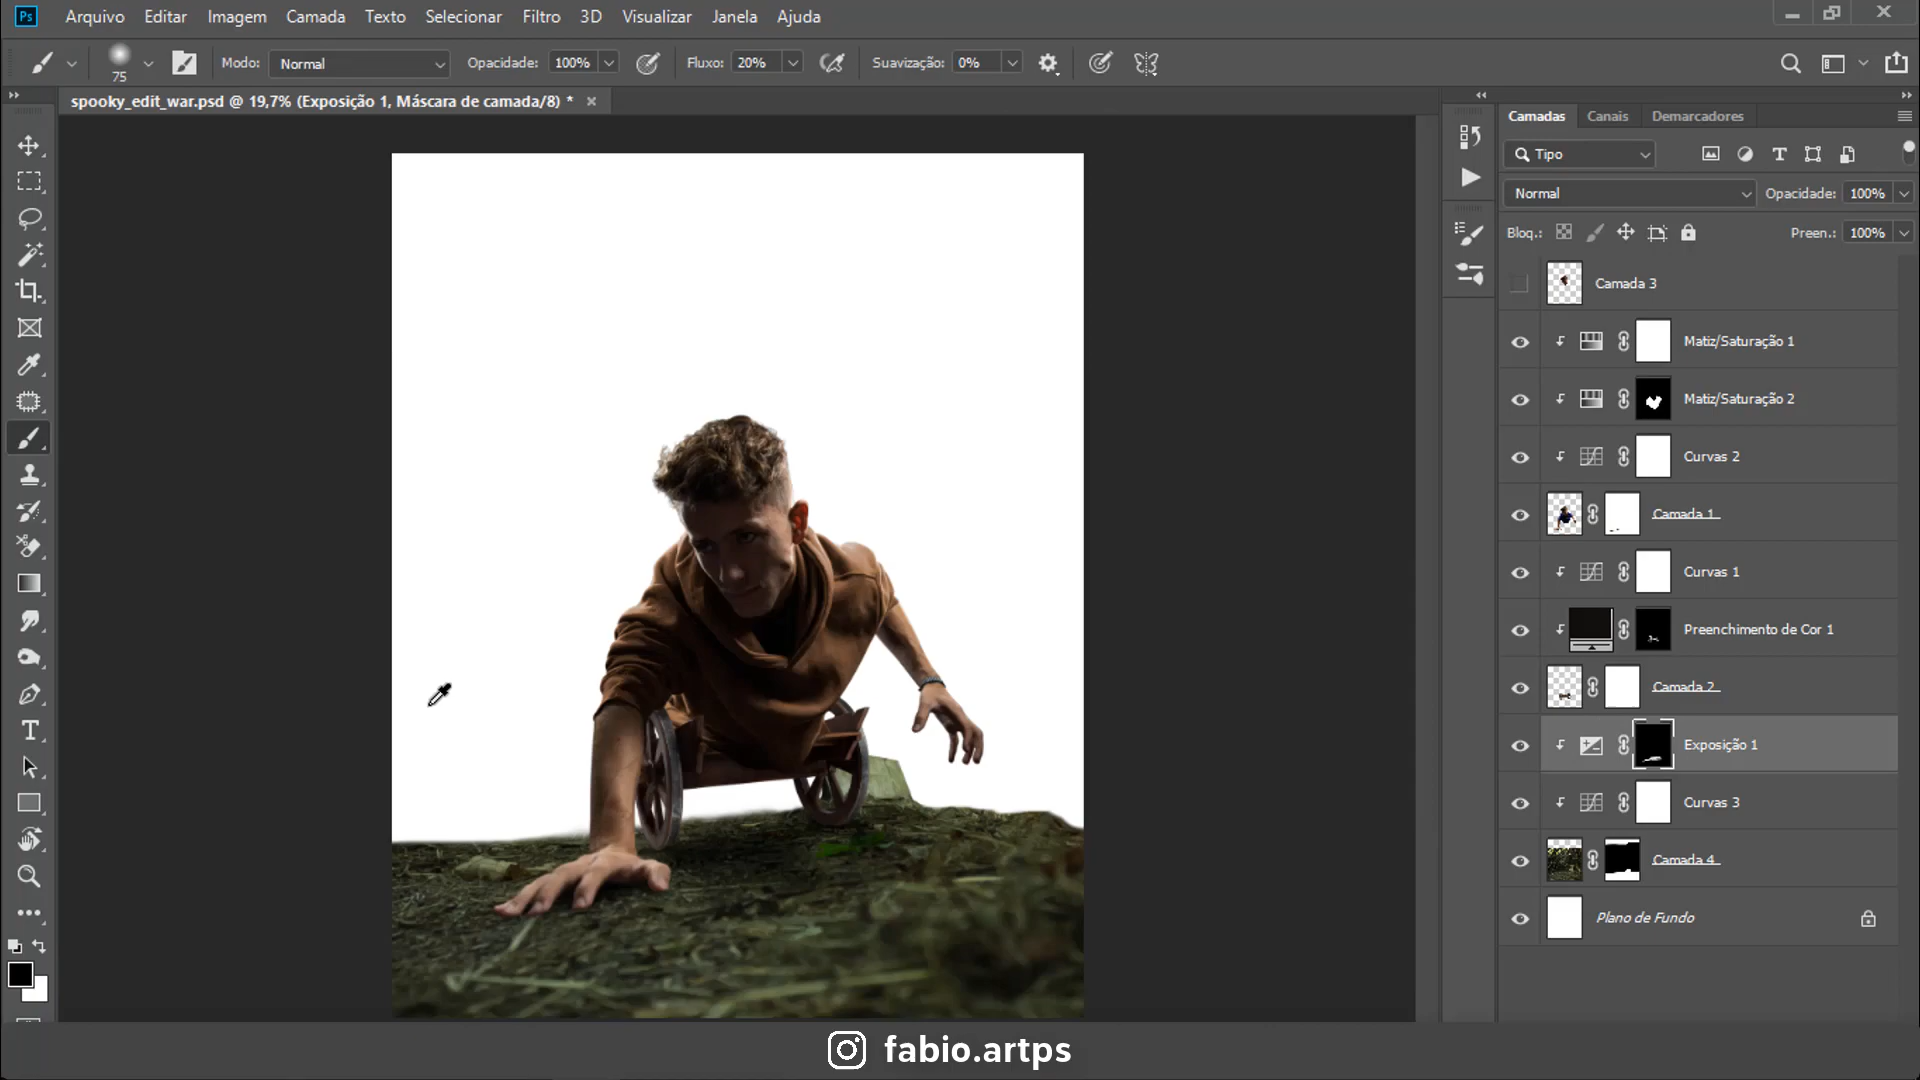 Ps Arquivo Editar Imagem Camada Texto Selecionar Filtro 3D Visualizar Janela Ajuda
75 Modo: Normal Opacidade: 100% Fluxo: 20% Suavização: 0%
spooky_edit_war.psd @ 19,7% (Exposição 1, Máscara de camada/8) *
Camadas Canais Demarcadores
Tipo
Normal Opacidade: 100%
Bloq.: Preen.: 100%
Camada 3
Matiz/Saturação 1
Matiz/Saturação 2
Curvas 2
Camada 1
Curvas 1
Preenchimento de Cor 1
Camada 2
Exposição 1
Curvas 3
Camada 4
Plano de Fundo
fabio.artps